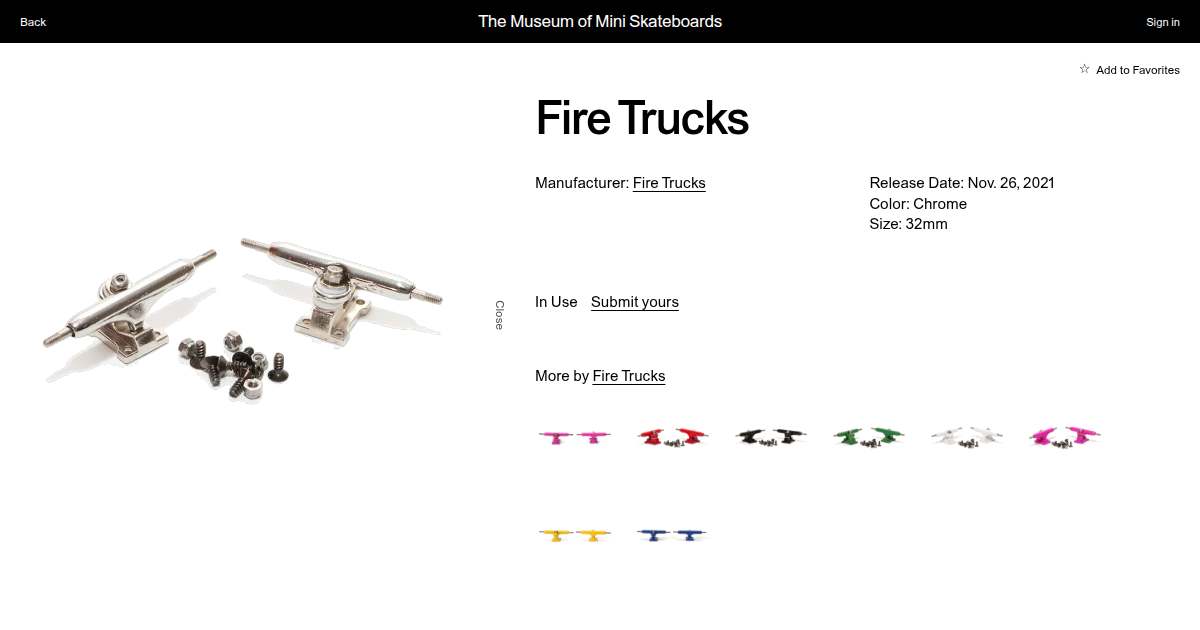 Back
The Museum of Mini Skateboards
Sign in
☆ Add to Favorites
Fire Trucks
Manufacturer: Fire Trucks
Release Date: Nov. 26, 2021
Color: Chrome
Size: 32mm
Close
In Use Submit yours
More by Fire Trucks